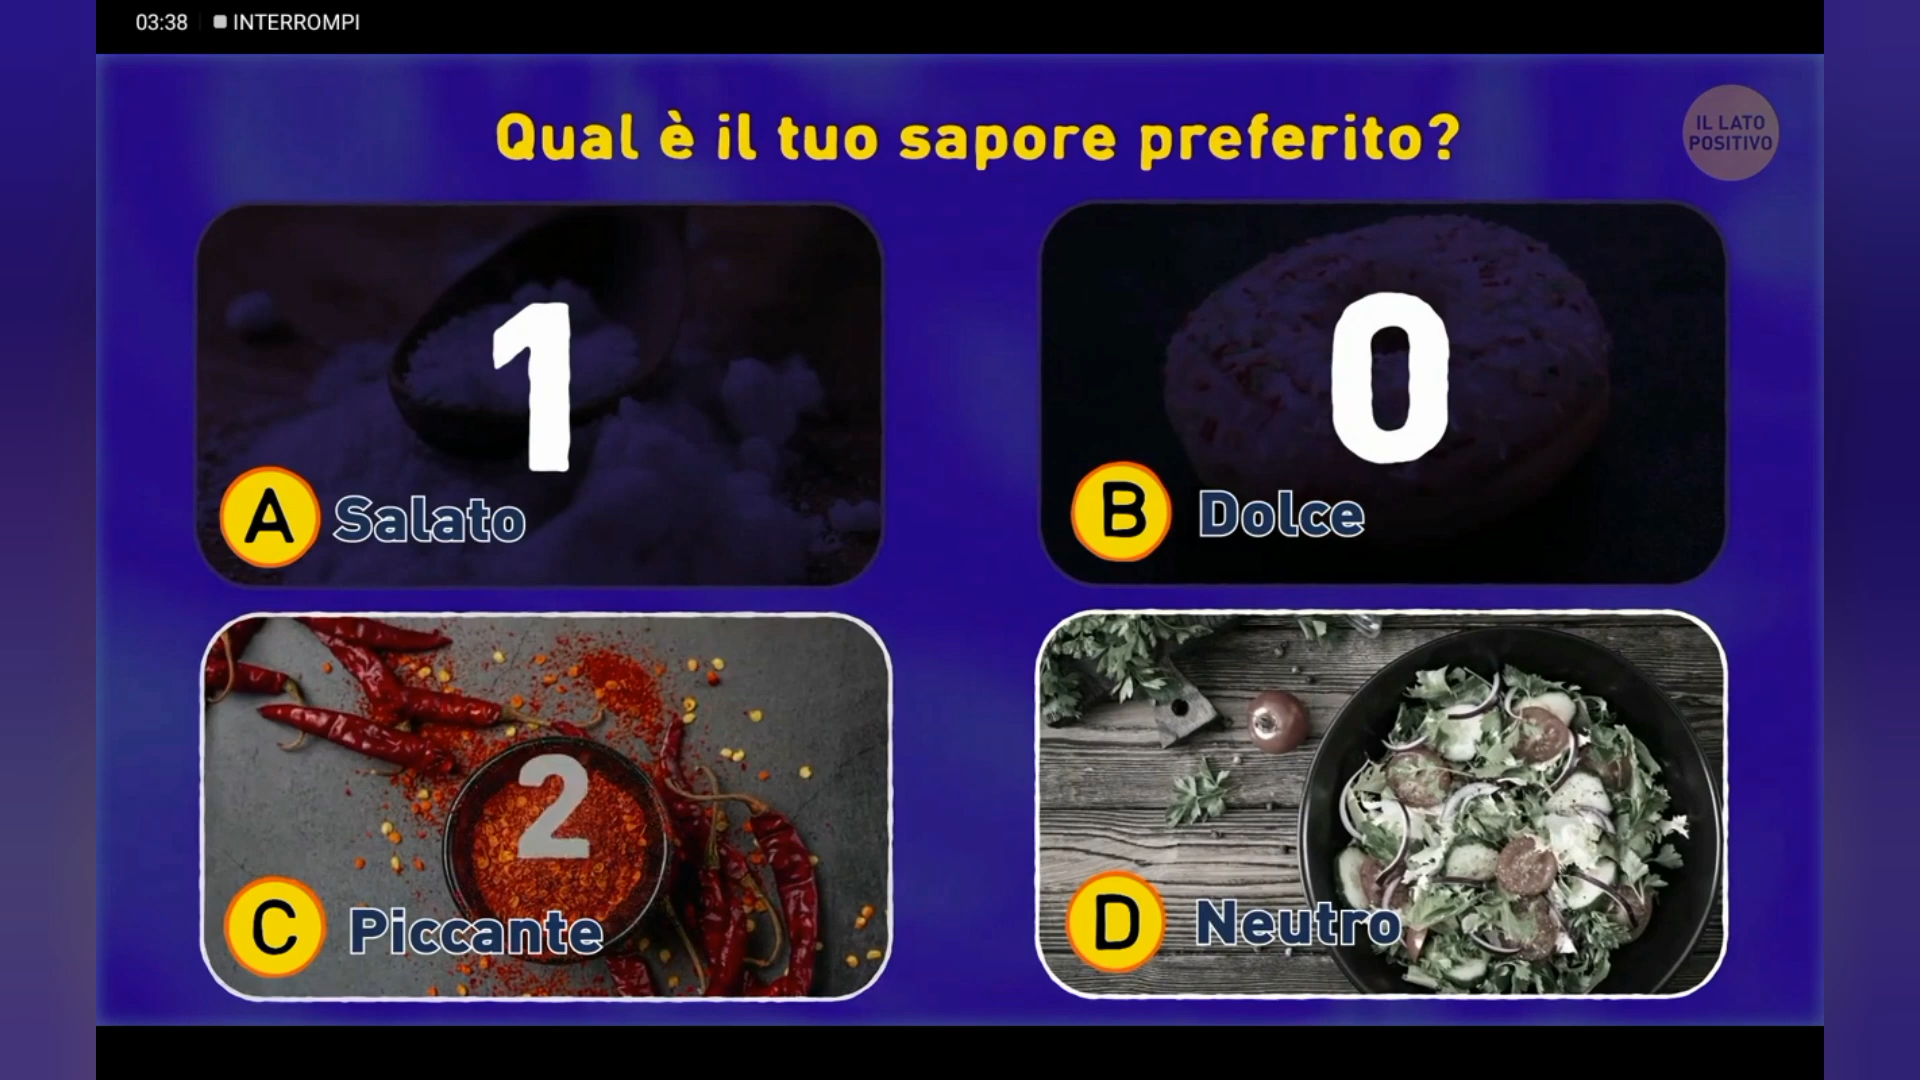 03:38 INTERROMPI
Qual è il tuo sapore preferito?
IL LATO
POSITIVO
1
0
A Salato
B Dolce
2
C Piccante
D Neutro